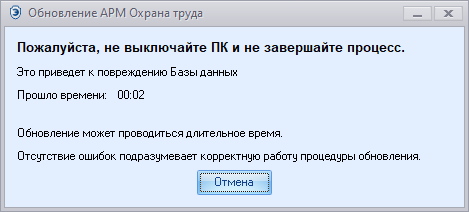 Обновление АРМ Охрана труда
Пожалуйста, не выключайте ПК и не завершайте процесс.
Это приведет к повреждению Базы данных
Прошло времени: 00:02
Обновление может проводиться длительное время.
Отсутствие ошибок подразумевает корректную работу процедуры обновления.
Отмена